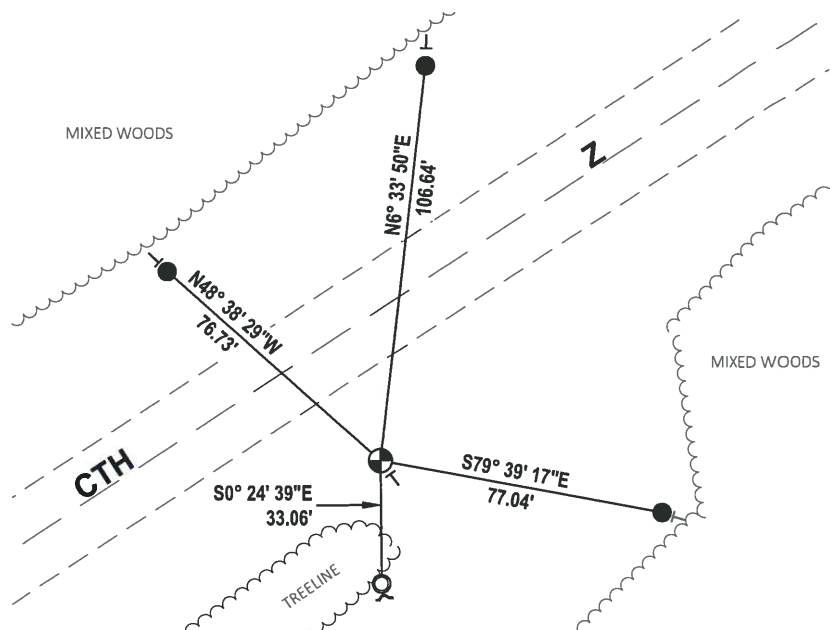 MIXED WOODS
Z
N6° 33' 50"E
106.64'
N48° 38' 29"W
76.73'
MIXED WOODS
CTH
S79° 39' 17"E
77.04'
S0° 24' 39"E
33.06'
TREELINE